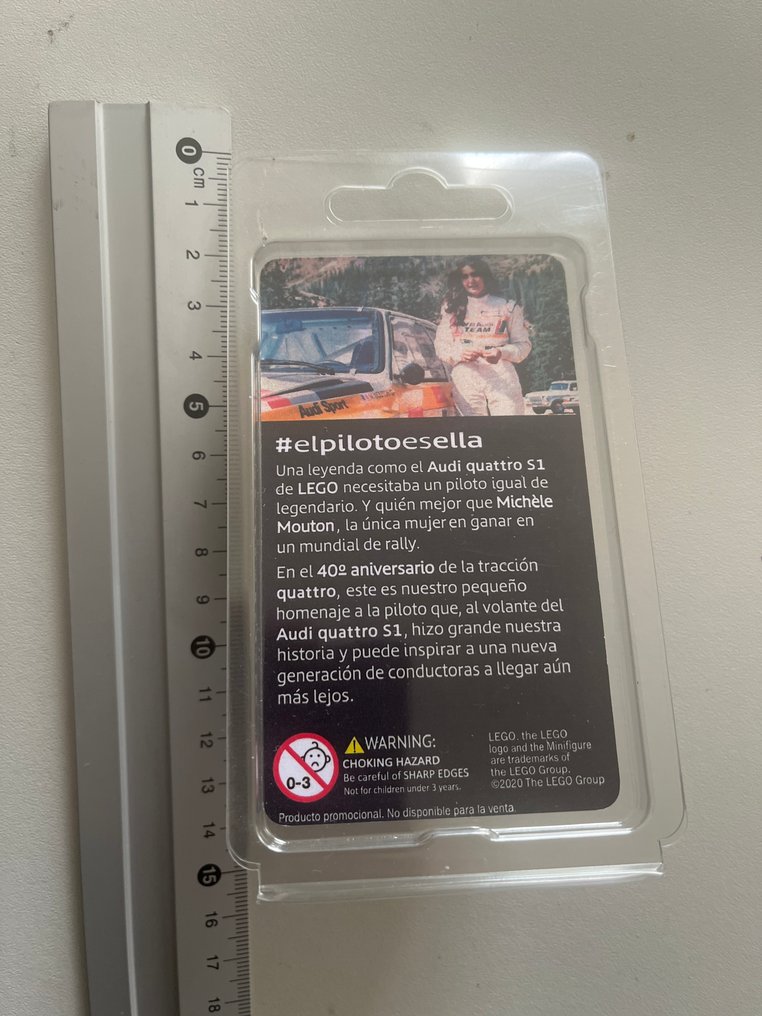 0 cm
1
2
3
4
5
6
7
8
9
10
11
12
13
14
15
16
17
18
TEAM
Audi Sport
#elpilotoesella
Una leyenda como el Audi quattro S1
de LEGO necesitaba un piloto igual de
legendario. Y quién mejor que Michèle
Mouton, la única mujer en ganar en
un mundial de rally.
En el 40º aniversario de la tracción
quattro, este es nuestro pequeño
homenaje a la piloto que, al volante del
Audi quattro S1, hizo grande nuestra
historia y puede inspirar a una nueva
generación de conductoras a llegar aún
más lejos.
0-3
WARNING:
CHOKING HAZARD
Be careful of SHARP EDGES
Not for children under 3 years.
LEGO, the LEGO
logo and the Minifigure
are trademarks of
the LEGO Group.
©2020 The LEGO Group
Producto promocional. No disponible para la venta.